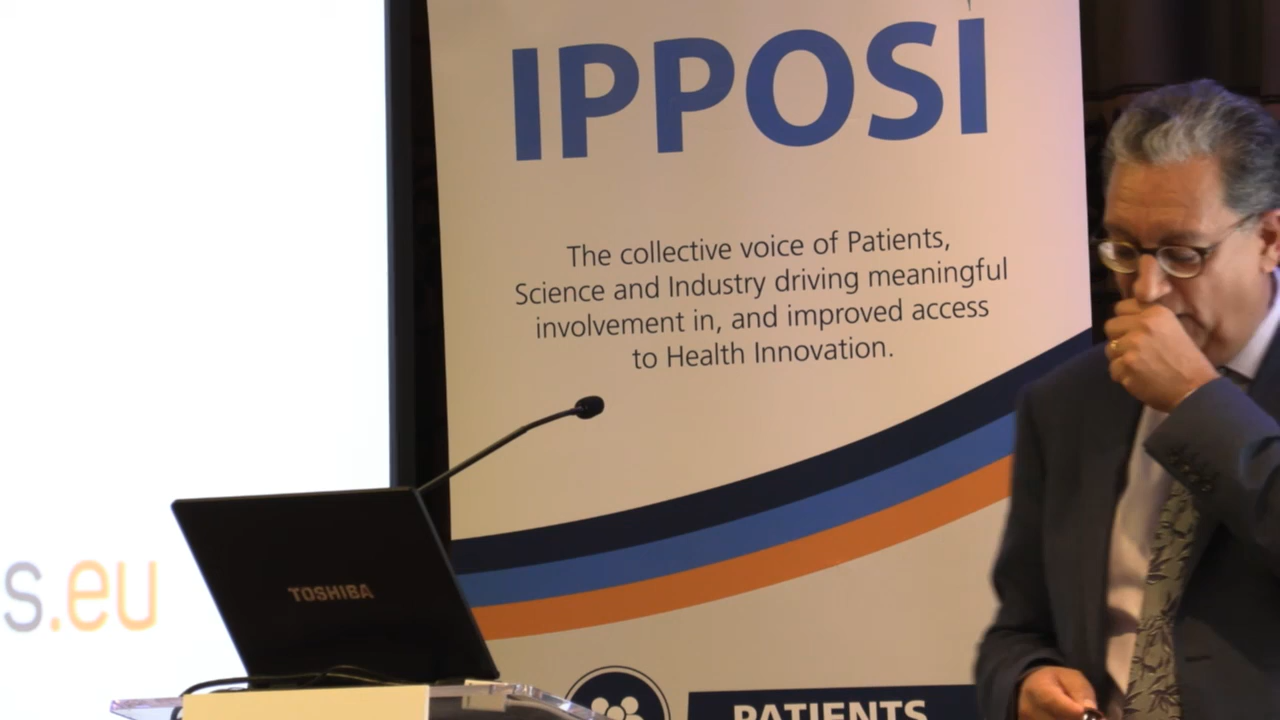 IPPOSI
The collective voice of Patients,
Science and Industry driving meaningful
involvement in, and improved access
to Health Innovation.
s.eu
TOSHIBA
PATIENTS